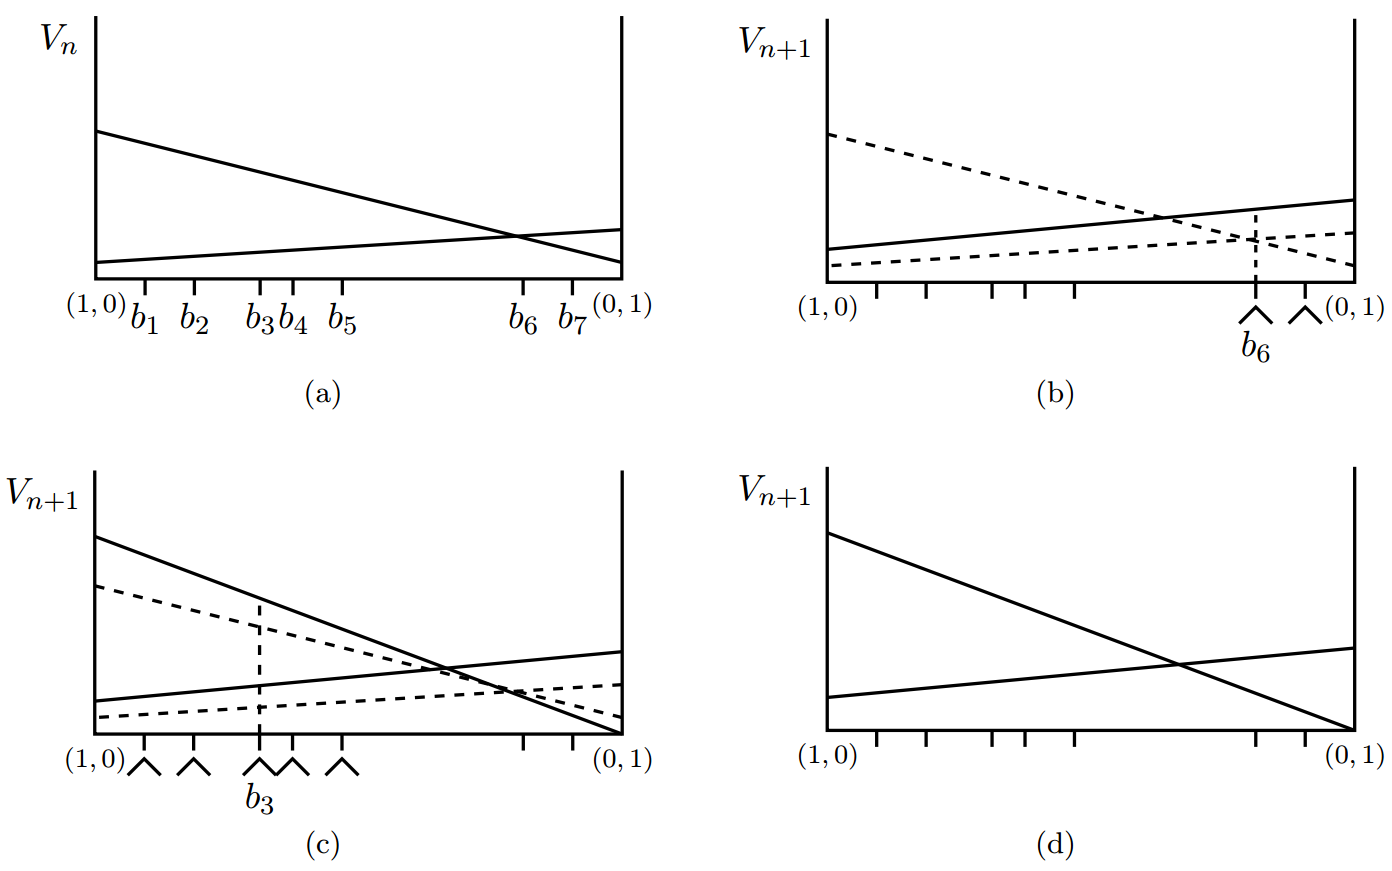 V_n
(1, 0) b_1 b_2 b_3 b_4 b_5 b_6 b_7 (0, 1)
(a)
V_{n+1}
(1, 0) (0, 1)
b_6
(b)
V_{n+1}
(1, 0) (0, 1)
b_3
(c)
V_{n+1}
(1, 0) (0, 1)
(d)